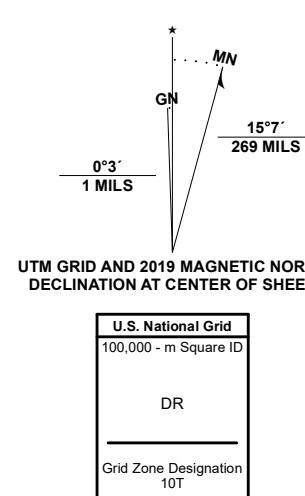 ★
MN
GN
15°7´
269 MILS
0°3´
1 MILS
UTM GRID AND 2019 MAGNETIC NOR
DECLINATION AT CENTER OF SHEE
U.S. National Grid
100,000 - m Square ID
DR
Grid Zone Designation
10T